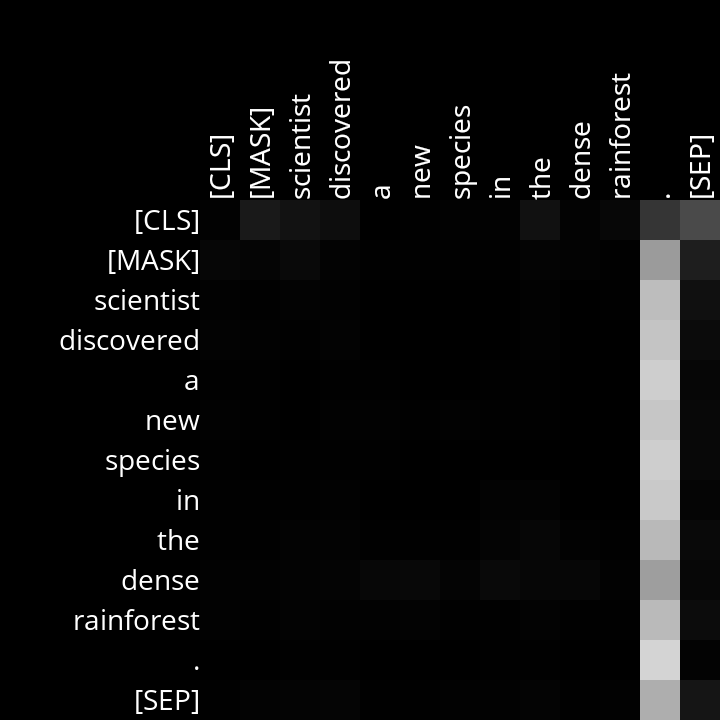 [CLS] [MASK] scientist discovered a new species in the dense rainforest . [SEP]
[CLS]
[MASK]
scientist
discovered
a
new
species
in
the
dense
rainforest
.
[SEP]